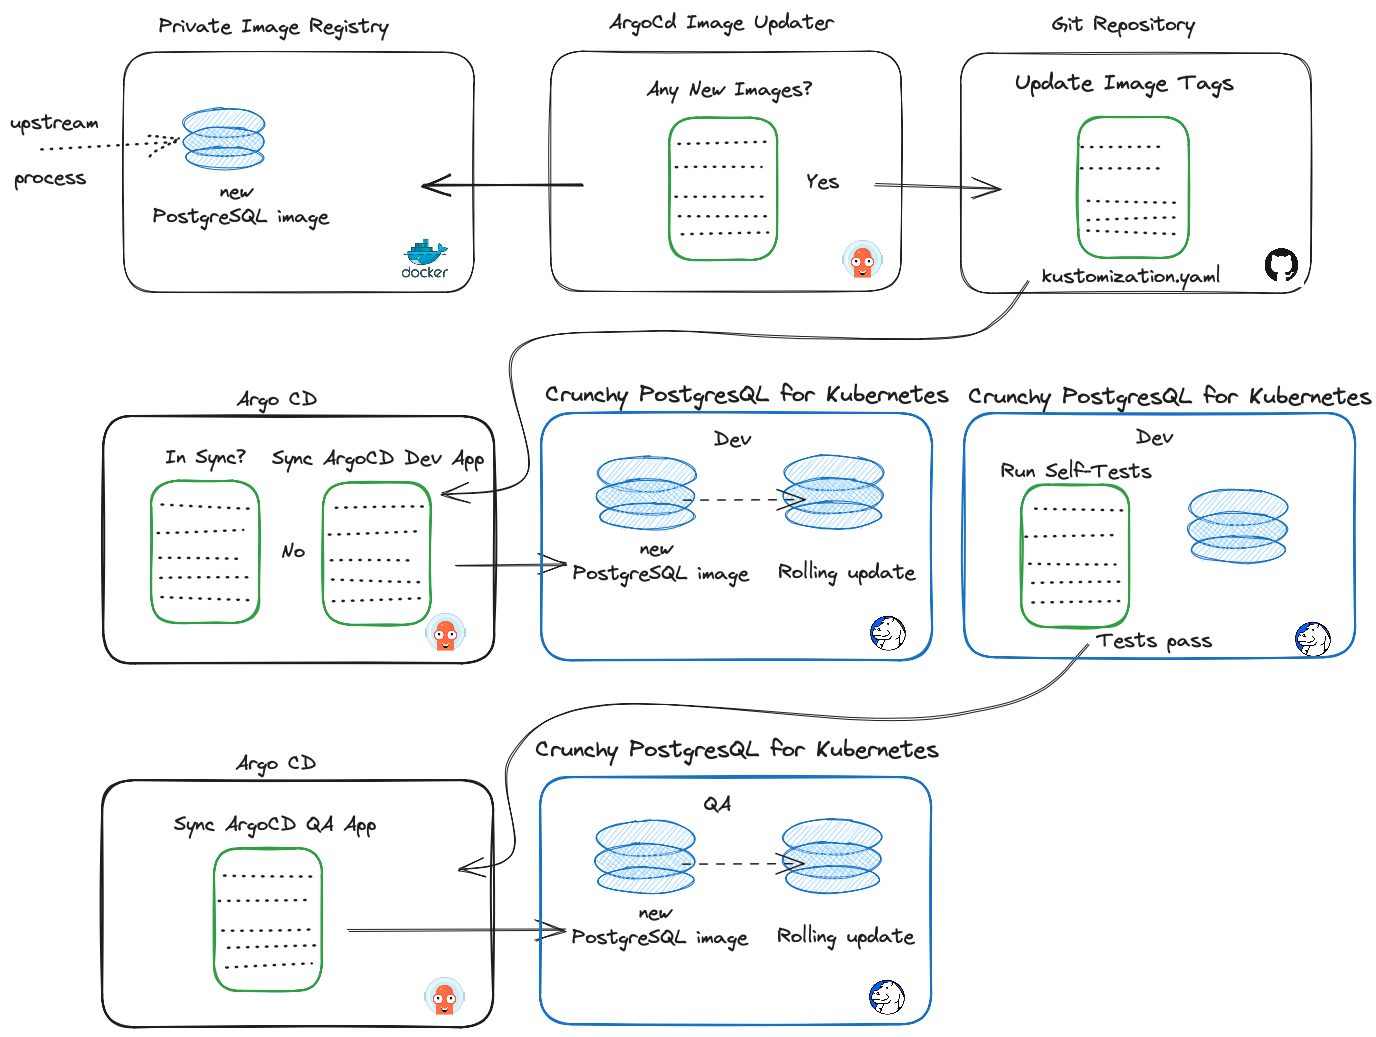 Private Image Registry
ArgoCd Image Updater
Git Repository
upstream
process
new
PostgreSQL image
docker
Any New Images?
Yes
Update Image Tags
kustomization.yaml
Argo CD
In Sync?
Sync ArgoCD Dev App
No
Crunchy PostgresQL for Kubernetes
Dev
new
PostgreSQL image
Rolling update
Crunchy PostgresQL for Kubernetes
Dev
Run Self-Tests
Tests pass
Argo CD
Sync ArgoCD QA App
Crunchy PostgresQL for Kubernetes
QA
new
PostgreSQL image
Rolling update